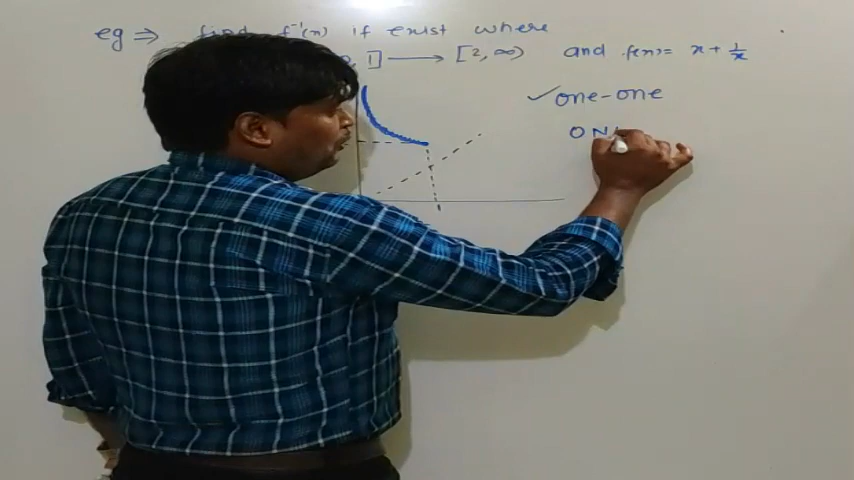 eg ⇒ find f⁻¹(x) if exist where
, 1] ⟶ [2, ∞) and f(x) = x + 1/x
✓ one-one
ON